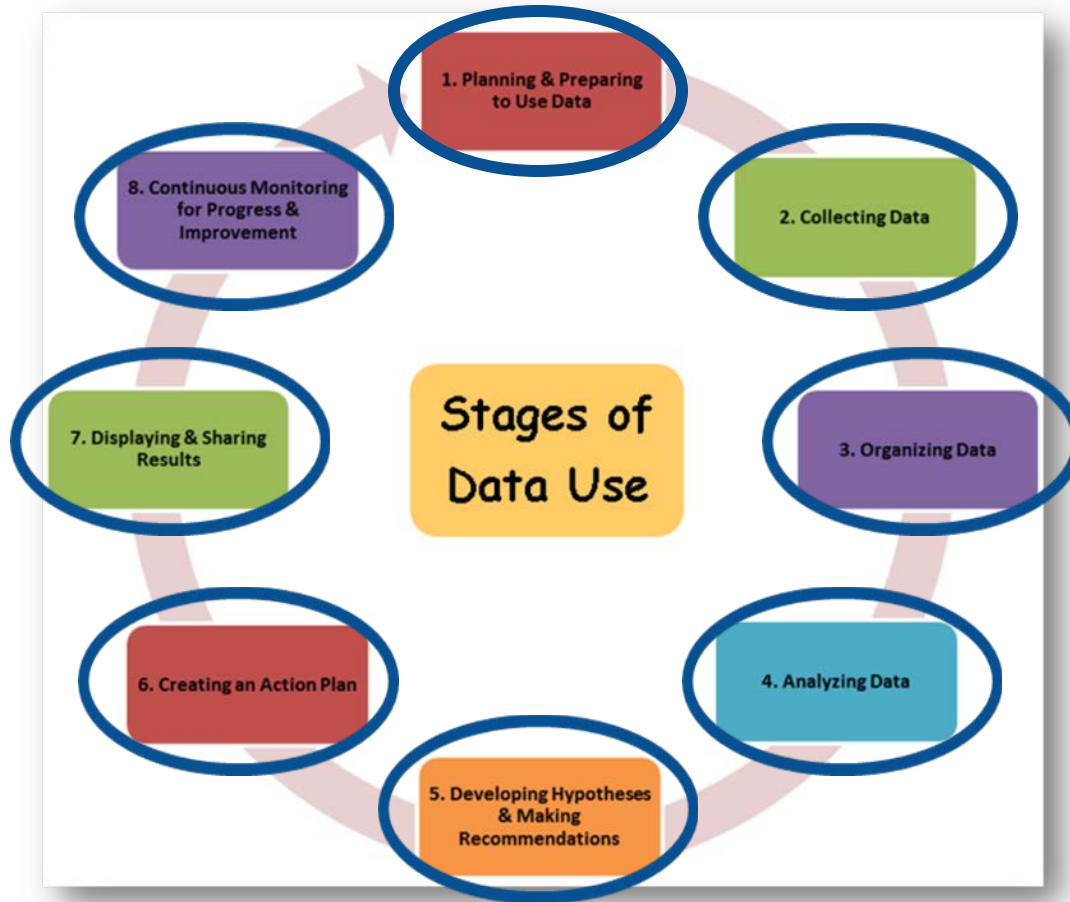 1. Planning & Preparing
to Use Data
2. Collecting Data
3. Organizing Data
4. Analyzing Data
5. Developing Hypotheses
& Making
Recommendations
6. Creating an Action Plan
7. Displaying & Sharing
Results
8. Continuous Monitoring
for Progress &
Improvement
Stages of
Data Use